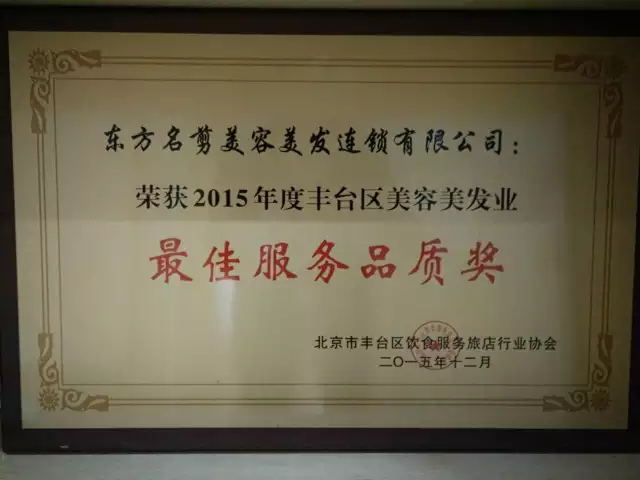 东方名剪美容美发连锁有限公司：
荣获2015年度丰台区美容美发业
最佳服务品质奖
北京市丰台区饮食服务旅店行业协会
二〇一五年十二月